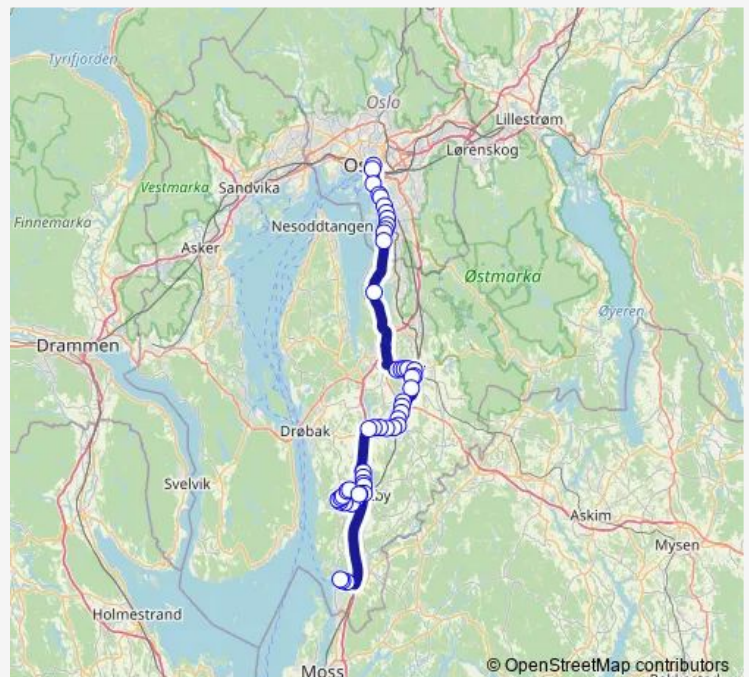 Tyrifjorden
Oslo
Lillestrøm
Lørenskog
Vestmarka
Sandvika
Finnemarka
Nesoddtangen
Asker
Østmarka
Øyeren
Drammen
Drøbak
Svelvik
Askim
Mysen
Holmestrand
Moss
© OpenStreetMap contributors